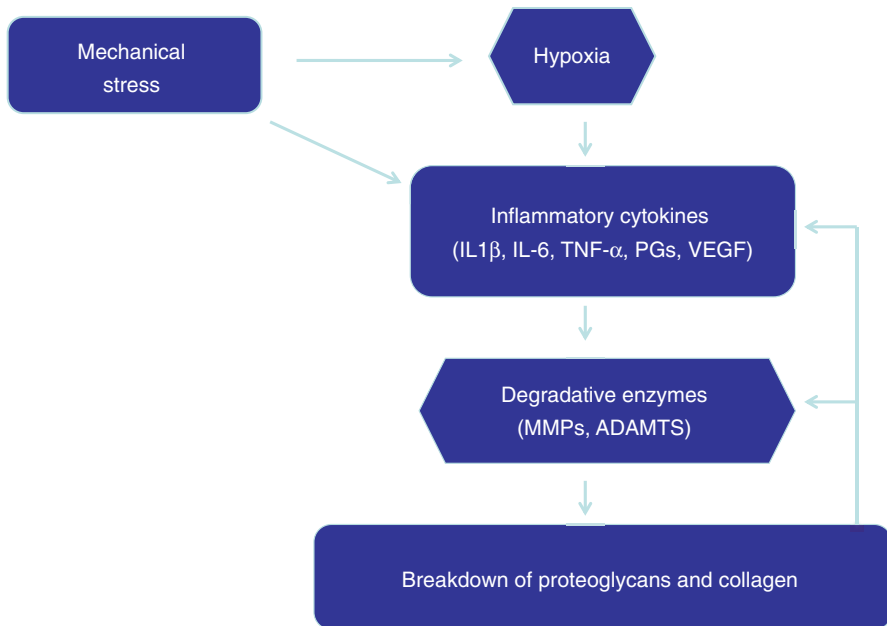 Mechanical
stress
Hypoxia
Inflammatory cytokines
(IL1β, IL-6, TNF-α, PGs, VEGF)
Degradative enzymes
(MMPs, ADAMTS)
Breakdown of proteoglycans and collagen